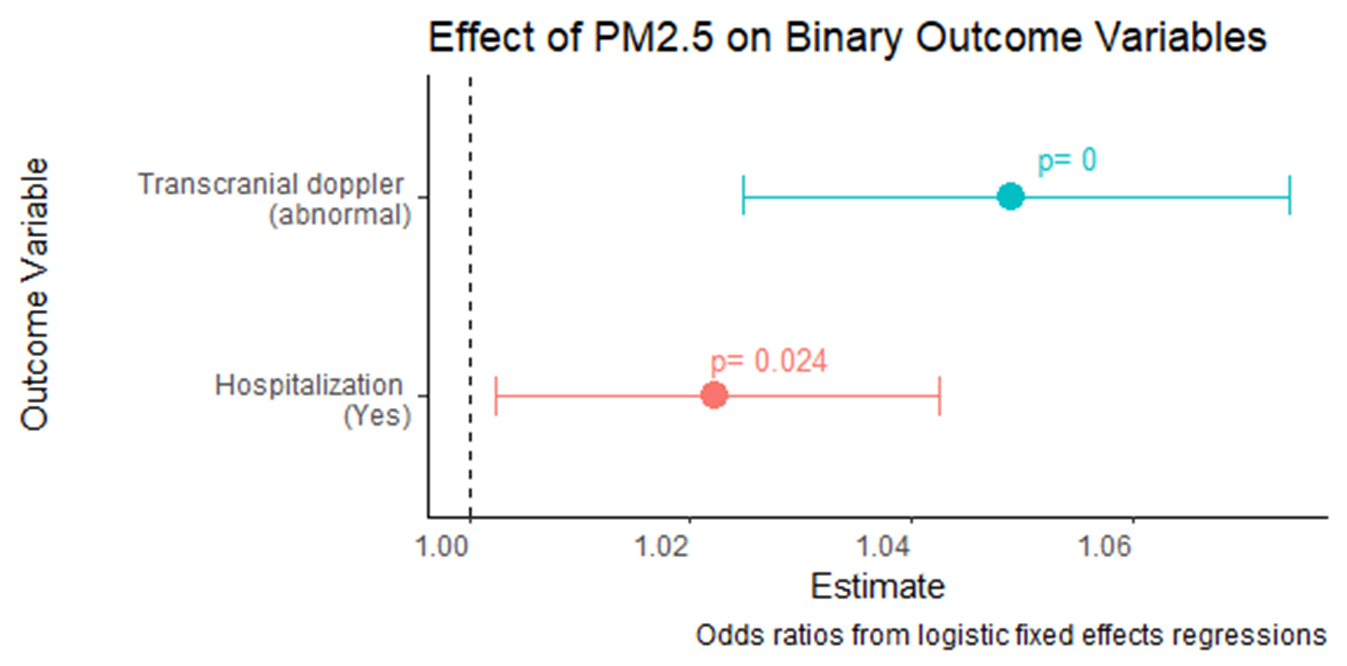 Effect of PM2.5 on Binary Outcome Variables
Outcome Variable
Transcranial doppler
(abnormal)
p= 0
Hospitalization
(Yes)
p= 0.024
1.00 1.02 1.04 1.06
Estimate
Odds ratios from logistic fixed effects regressions